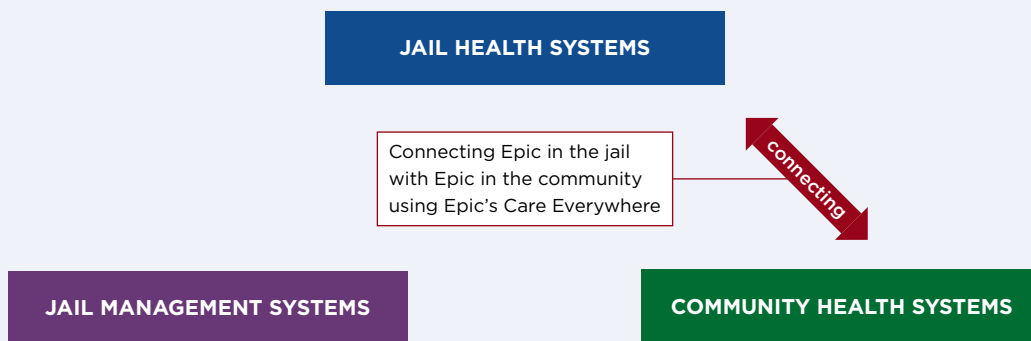 JAIL HEALTH SYSTEMS
Connecting Epic in the jail
with Epic in the community
using Epic’s Care Everywhere
connecting
JAIL MANAGEMENT SYSTEMS
COMMUNITY HEALTH SYSTEMS